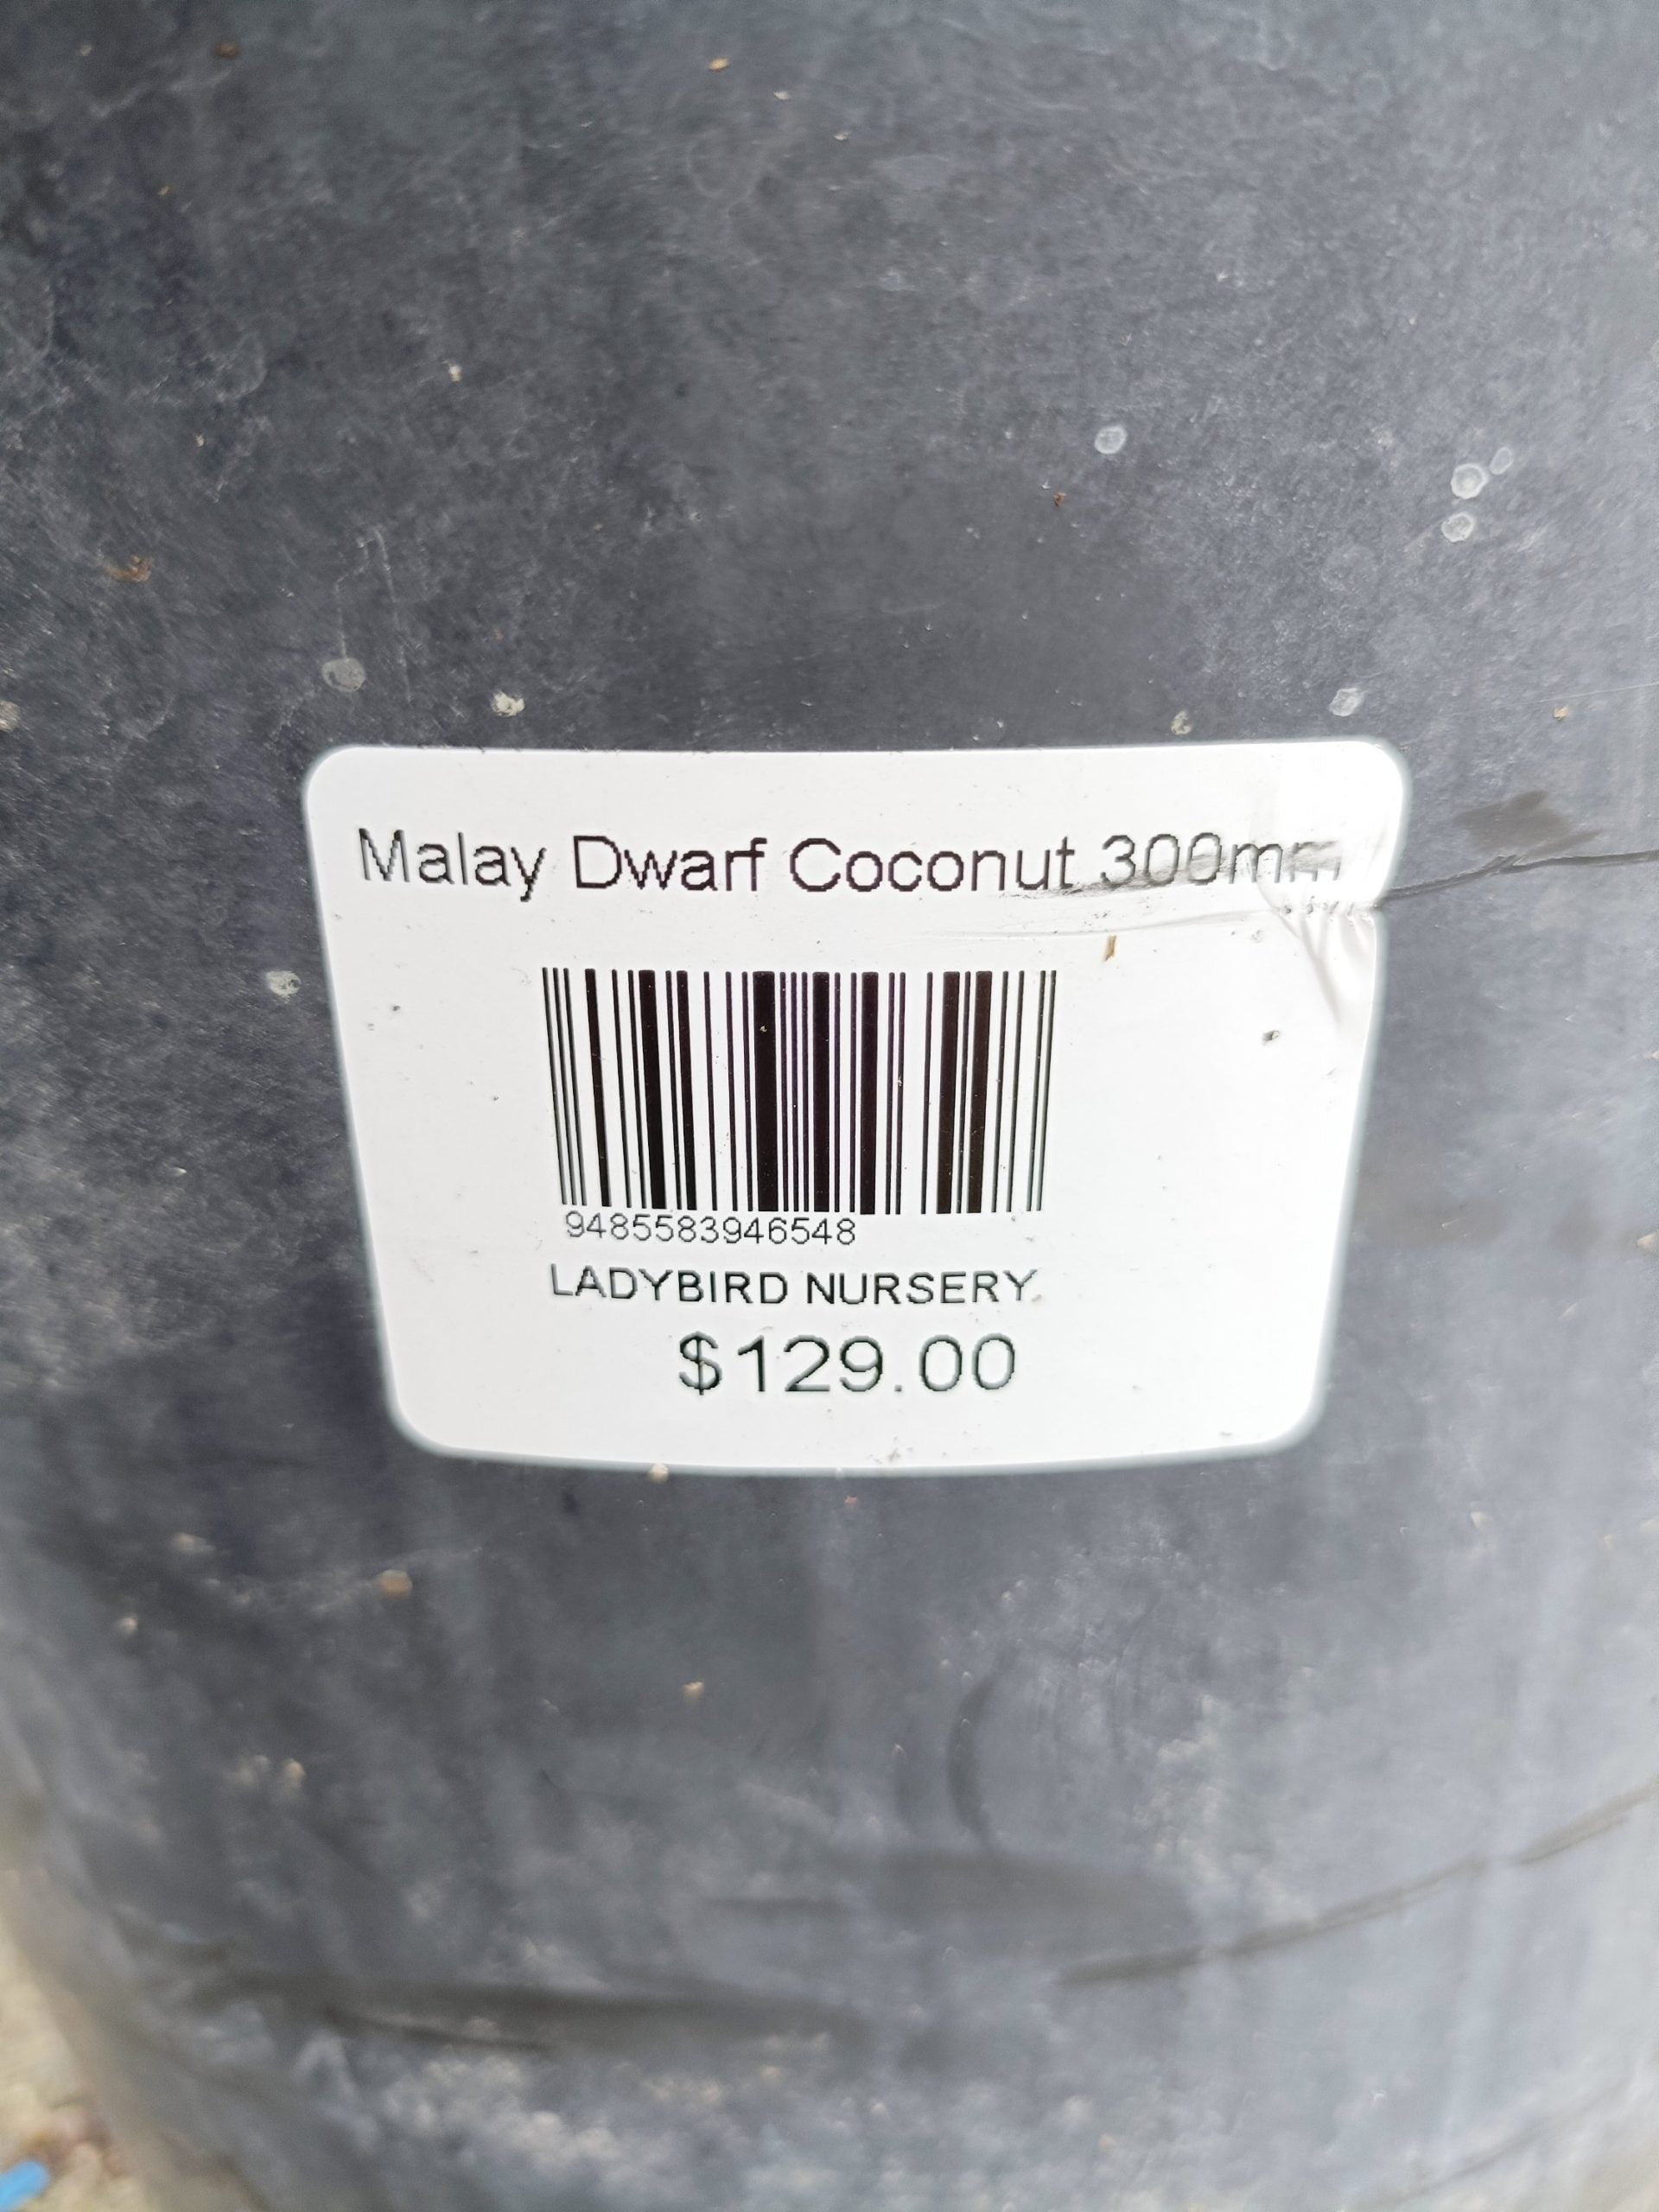 Malay Dwarf Coconut 300mm
9485583946548
LADYBIRD NURSERY
$129.00